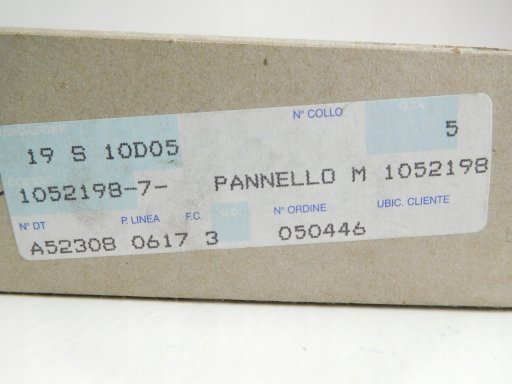 N° COLLO
19 S 10D05 5
1052198-7- PANNELLO M 1052198
N° DT P. LINEA F.C. N° ORDINE UBIC. CLIENTE
A52308 0617 3 050446